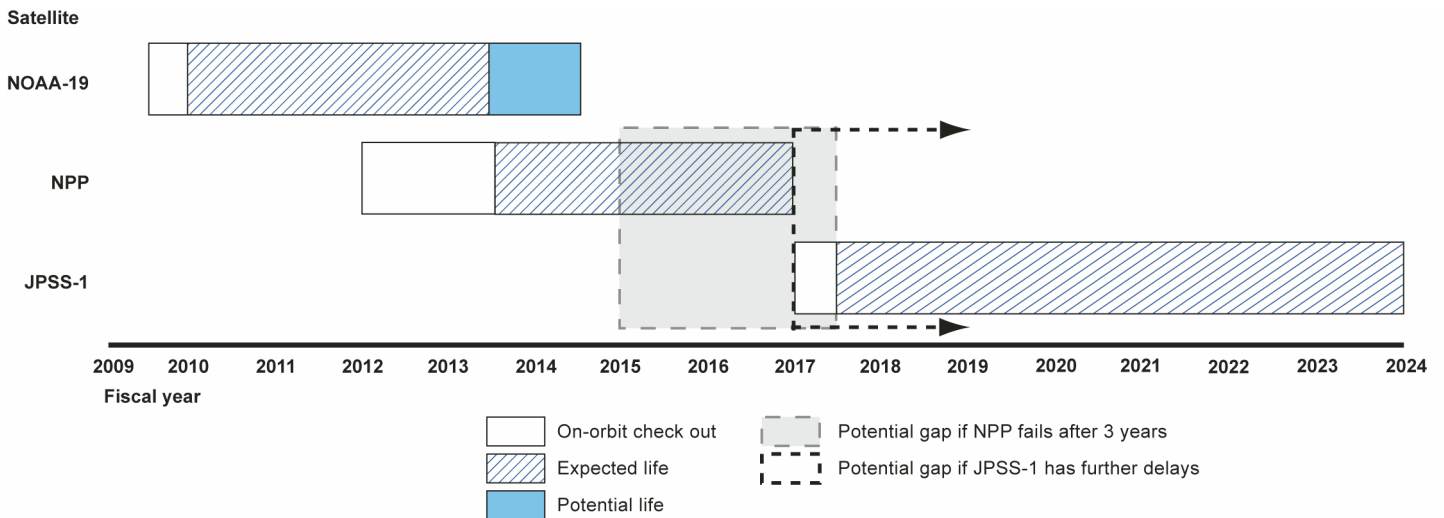 Satellite
NOAA-19
NPP
JPSS-1
2009 2010 2011 2012 2013 2014 2015 2016 2017 2018 2019 2020 2021 2022 2023 2024
Fiscal year
On-orbit check out
Expected life
Potential life
Potential gap if NPP fails after 3 years
Potential gap if JPSS-1 has further delays